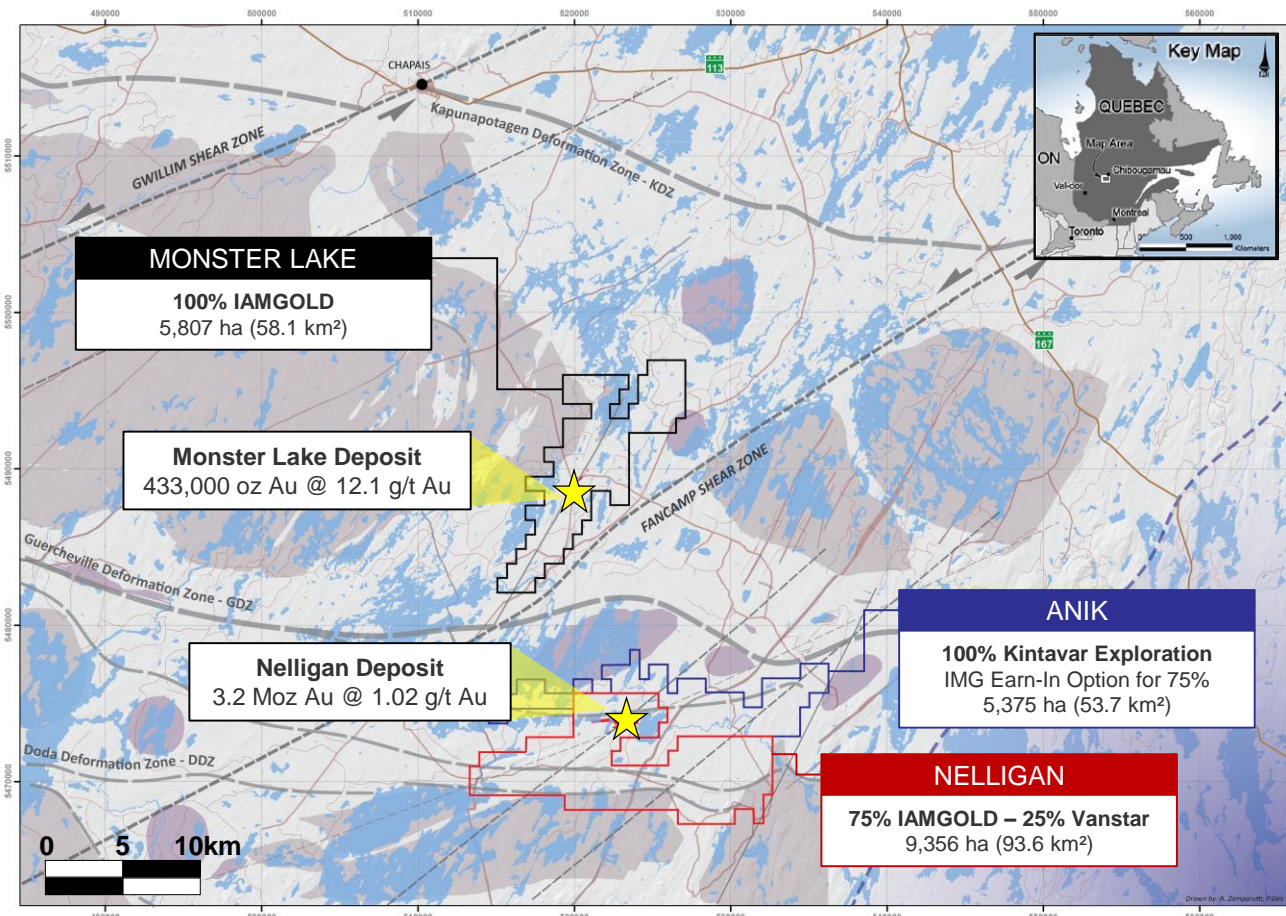 490000
500000
510000
520000
530000
540000
550000
560000
CHAPAIS
113
Kapunapotagen Deformation Zone - KDZ
GWILLIM SHEAR ZONE
5510000
Key Map
QUEBEC
Map Area
ON
Chibougamau
Val-dor
Montreal
Toronto
500
1,000
Kilometers
MONSTER LAKE
100% IAMGOLD
5,807 ha (58.1 km²)
5500000
167
Monster Lake Deposit
433,000 oz Au @ 12.1 g/t Au
5490000
FANCAMP SHEAR ZONE
Guercheville Deformation Zone - GDZ
5480000
Nelligan Deposit
3.2 Moz Au @ 1.02 g/t Au
ANIK
100% Kintavar Exploration
IMG Earn-In Option for 75%
5,375 ha (53.7 km²)
Doda Deformation Zone - DDZ
5470000
NELLIGAN
75% IAMGOLD – 25% Vanstar
9,356 ha (93.6 km²)
0 5 10km
Drawn by: A. Zamparutti, P.Geo.